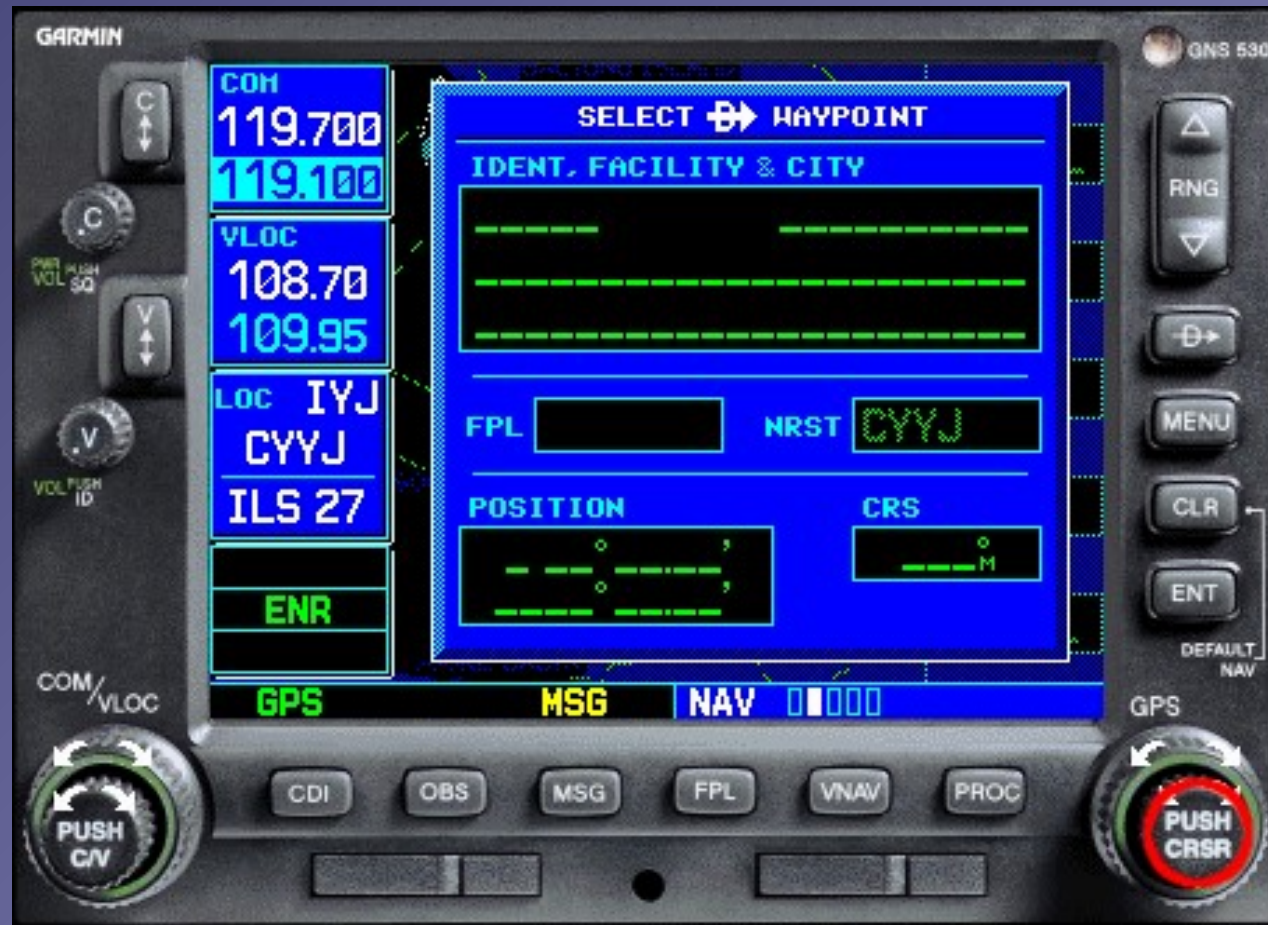 GARMIN
GNS 530
C
C
PWR
VOL PUSH
SQ
V
V
VOL PUSH
ID
COM
119.700
119.100
VLOC
108.70
109.95
LOC IYJ
CYYJ
ILS 27
ENR
GPS MSG NAV
SELECT D WAYPOINT
IDENT, FACILITY & CITY
FPL NRST CYYJ
POSITION CRS
° '
° '
° M
RNG
D
MENU
CLR
ENT
DEFAULT
NAV
COM/VLOC
PUSH
C/V
CDI OBS MSG FPL VNAV PROC
GPS
PUSH
CRSR